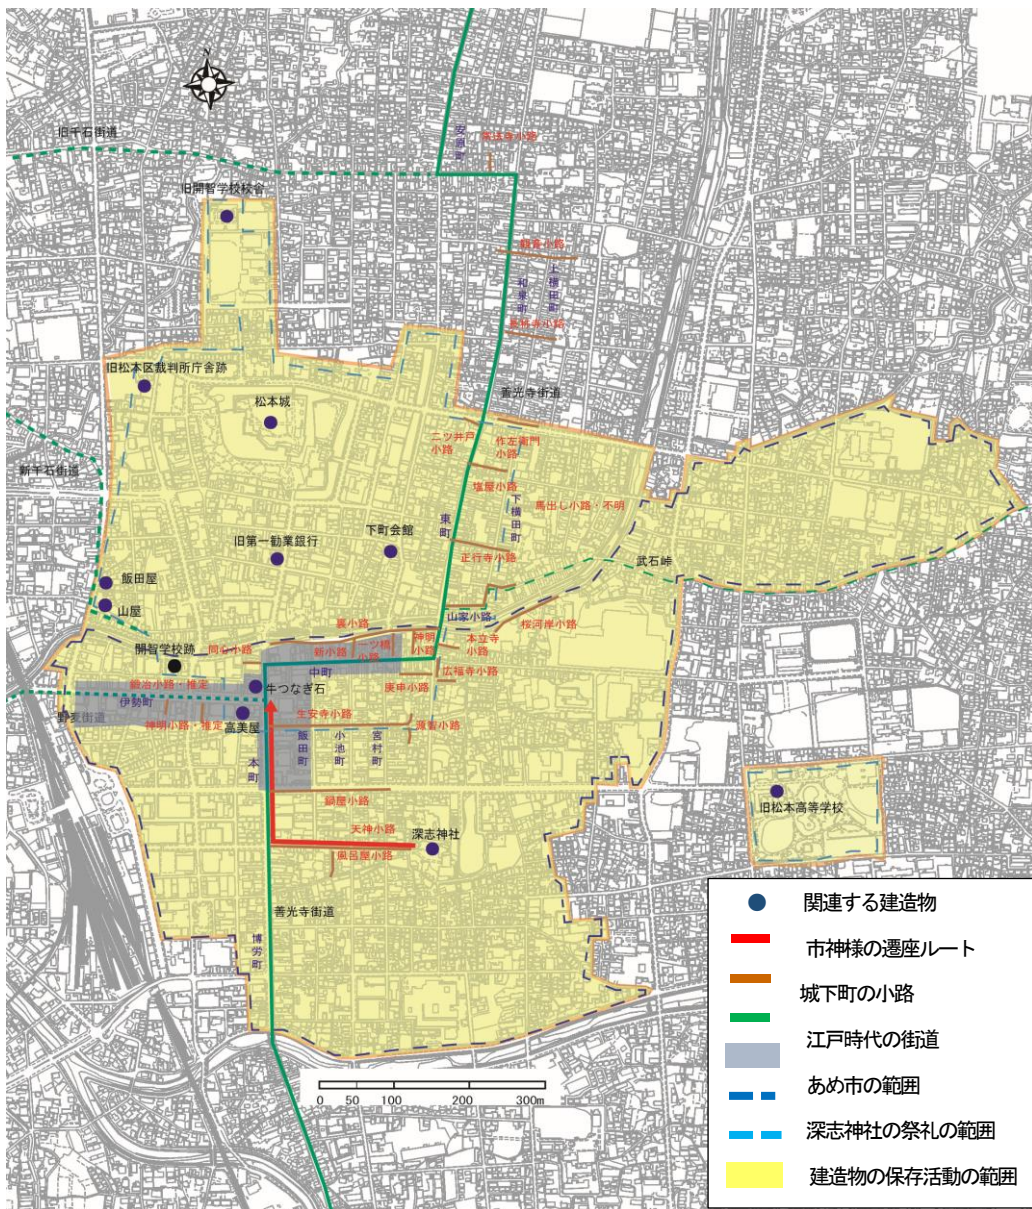 N
旧千石街道
安原町
旧開智学校校舎
観音小路
上横田町
和泉町
旧松本区裁判所庁舎跡
善光寺街道
松本城
二ツ井戸
小路
作左衛門
小路
新千石街道
塩屋小路
下横田町
馬出し小路・不明
東町
下町会館
旧第一勧業銀行
正行寺小路
武石峠
飯田屋
山屋
山家小路
桜河岸小路
裏小路
開智学校跡
同心小路
新小路
一ツ橋
小路
神明
小路
本立寺
小路
中町
広福寺小路
鍛冶小路・推定
牛つなぎ石
庚申小路
伊勢町
野麦街道
神明小路・推定
高美屋
生安寺小路
源智小路
本町
飯田町
小池町
宮村町
鍋屋小路
旧松本高等学校
天神小路
深志神社
風呂屋小路
善光寺街道
博労町
0 50 100 200 300m
関連する建造物
市神様の遷座ルート
城下町の小路
江戸時代の街道
あめ市の範囲
深志神社の祭礼の範囲
建造物の保存活動の範囲